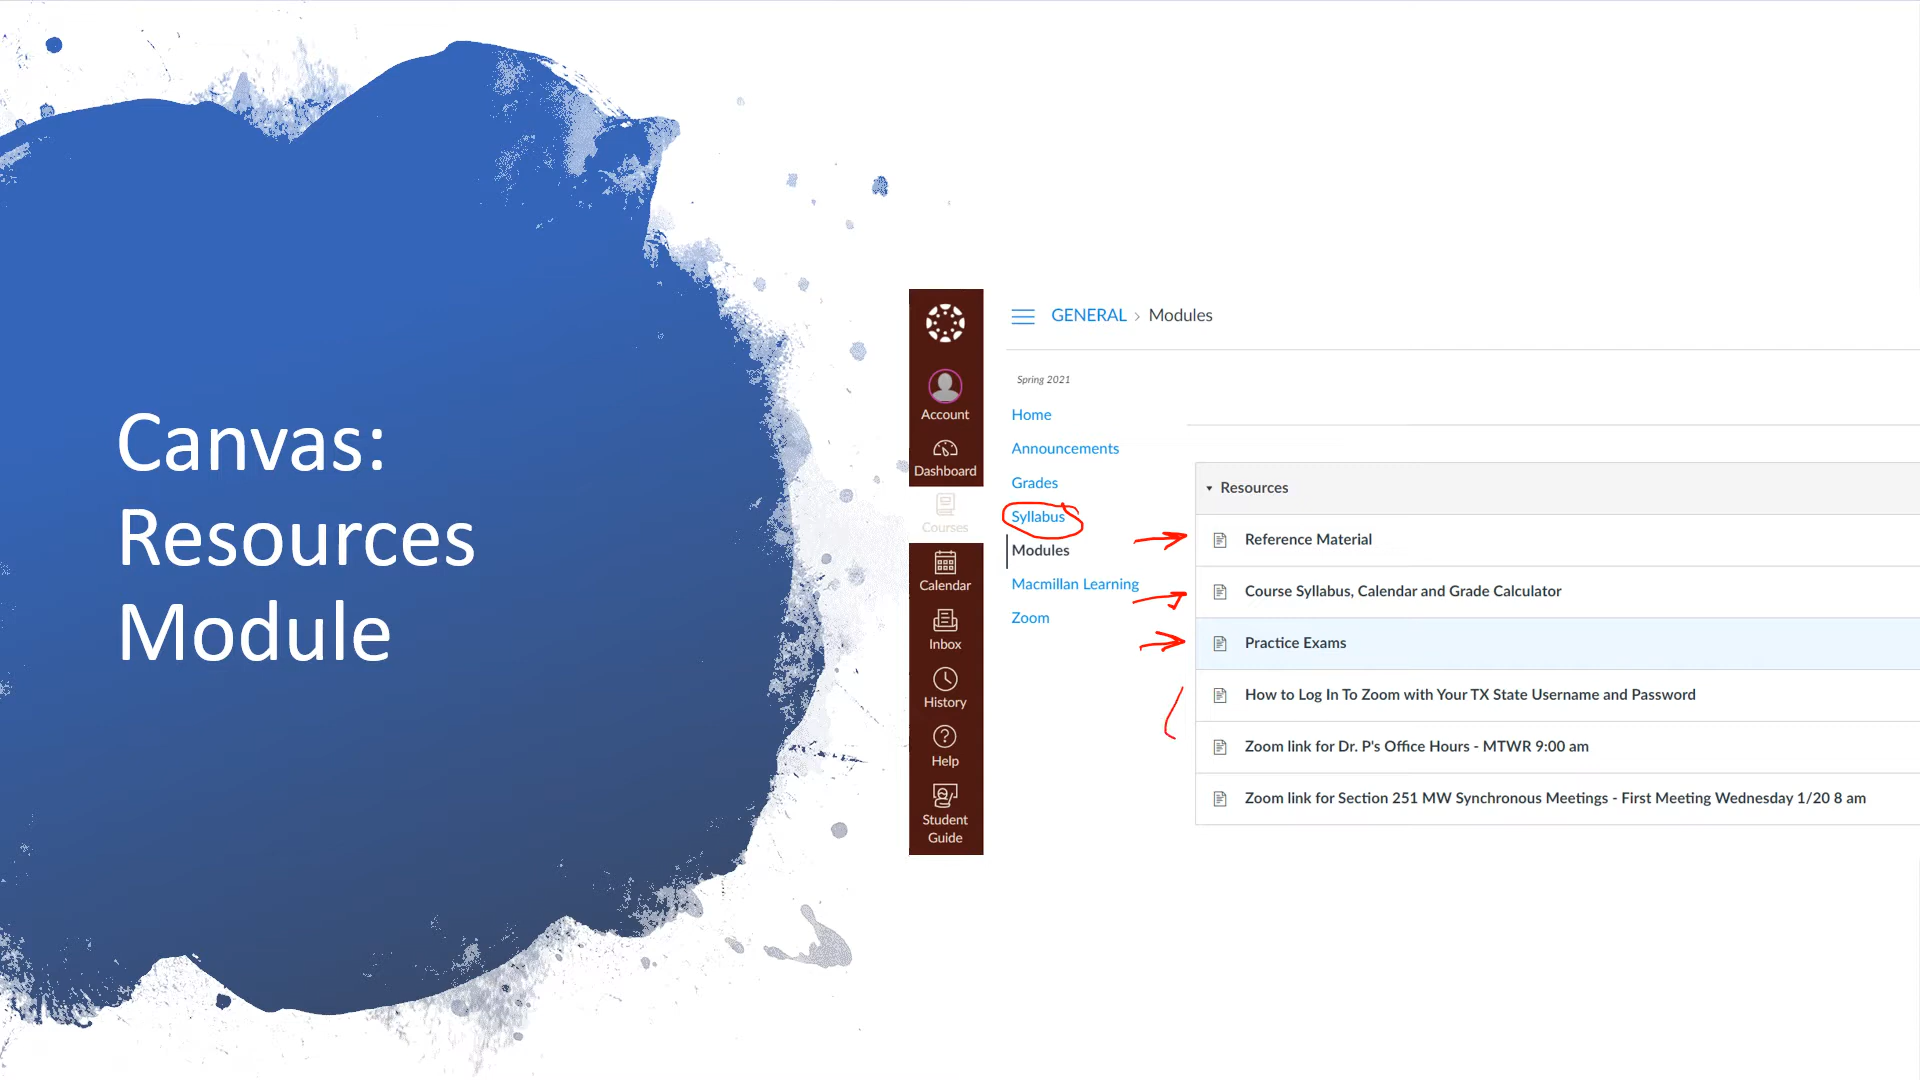 Canvas:
Resources
Module
Account
Dashboard
Courses
Calendar
Inbox
History
Help
Student
Guide
GENERAL › Modules
Spring 2021
Home
Announcements
Grades
Syllabus
Modules
Macmillan Learning
Zoom
Resources
Reference Material
Course Syllabus, Calendar and Grade Calculator
Practice Exams
How to Log In To Zoom with Your TX State Username and Password
Zoom link for Dr. P's Office Hours - MTWR 9:00 am
Zoom link for Section 251 MW Synchronous Meetings - First Meeting Wednesday 1/20 8 am